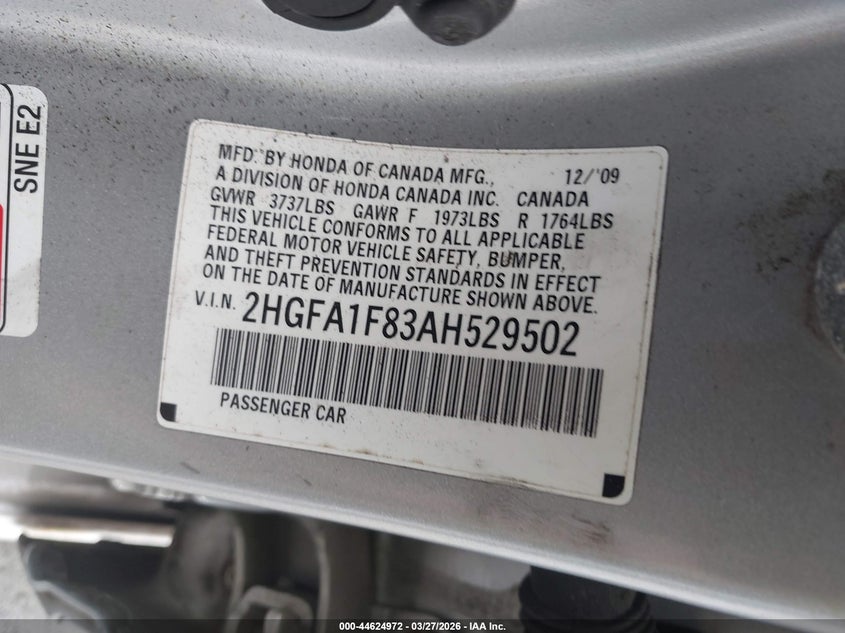 SNE E2
MFD. BY HONDA OF CANADA MFG., 12/'09
A DIVISION OF HONDA CANADA INC. CANADA
GVWR 3737LBS GAWR F 1973LBS R 1764LBS
THIS VEHICLE CONFORMS TO ALL APPLICABLE
FEDERAL MOTOR VEHICLE SAFETY, BUMPER,
AND THEFT PREVENTION STANDARDS IN EFFECT
ON THE DATE OF MANUFACTURE SHOWN ABOVE.
V.I.N. 2HGFA1F83AH529502
PASSENGER CAR
000-44624972 | 03/27/2026 | IAA Inc.